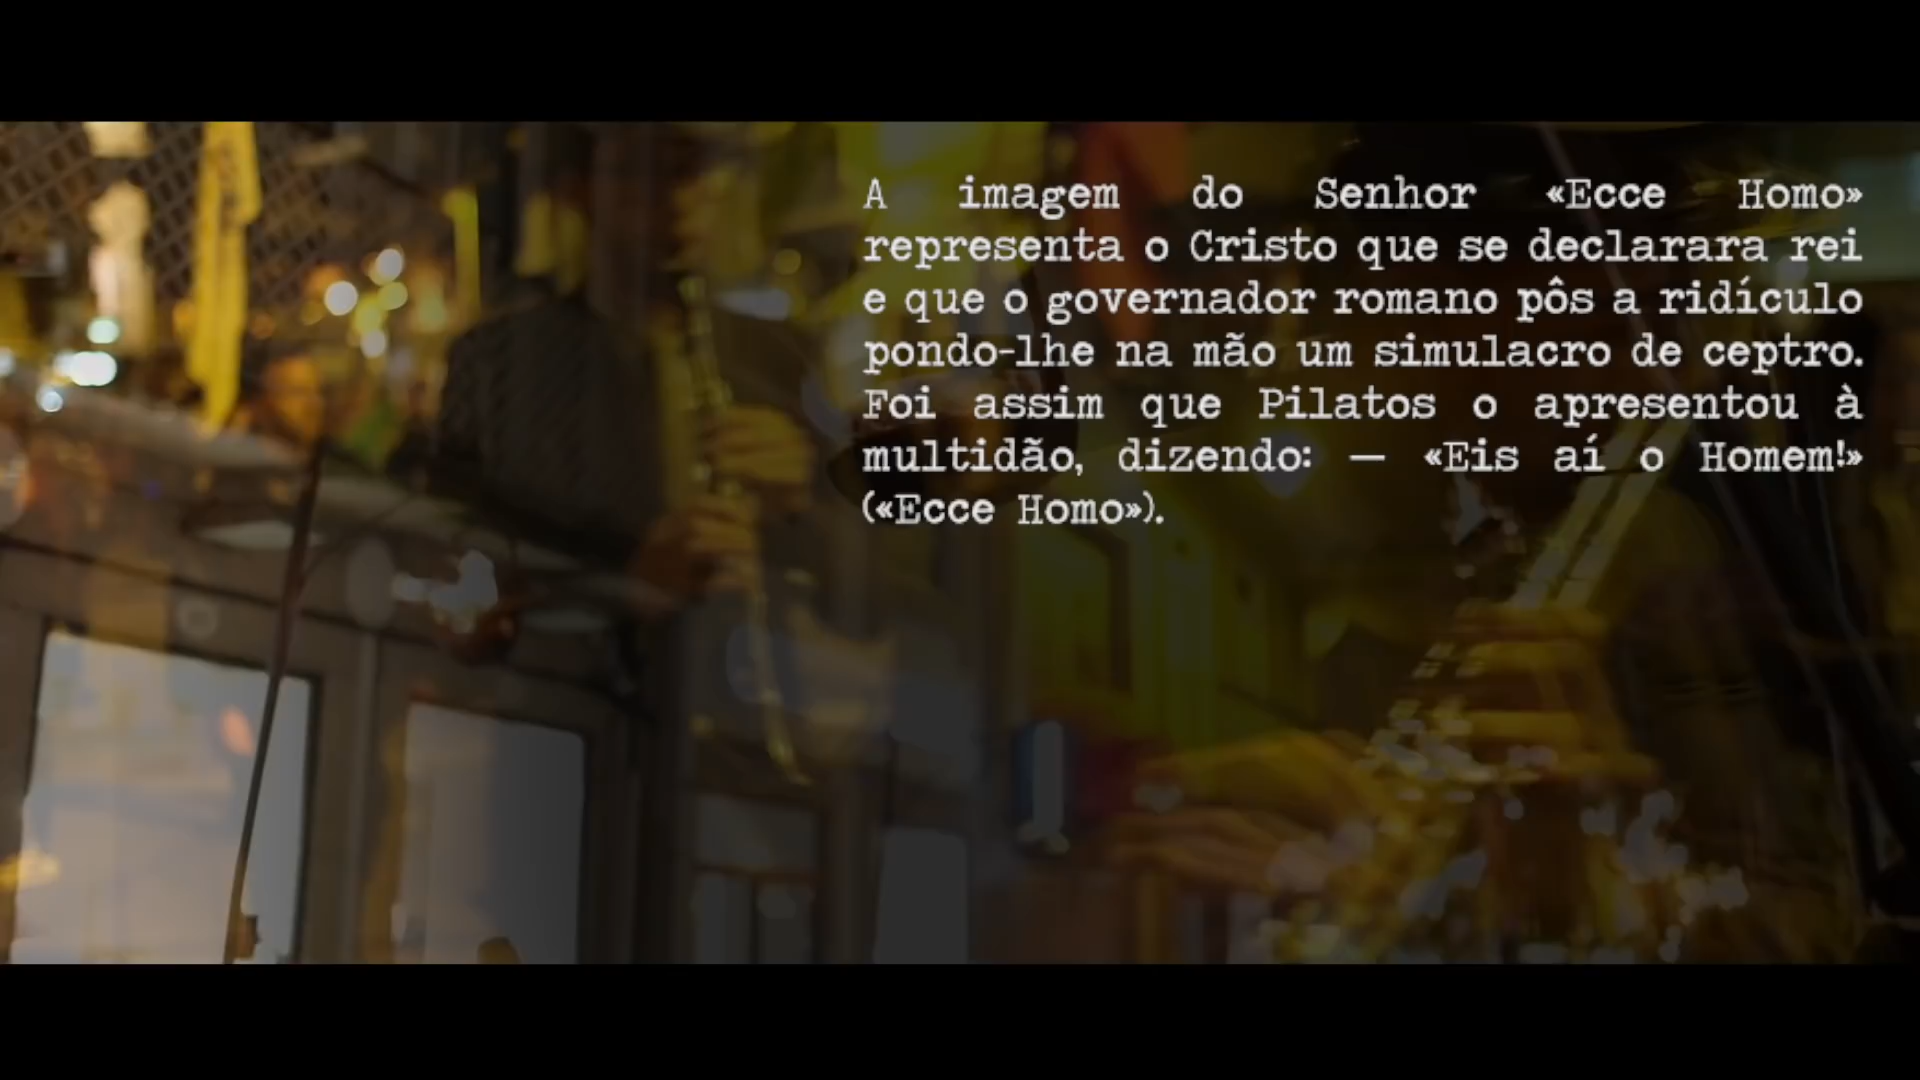 A imagem do Senhor «Ecce Homo»
representa o Cristo que se declarara rei
e que o governador romano pôs a ridículo
pondo-lhe na mão um simulacro de ceptro.
Foi assim que Pilatos o apresentou à
multidão, dizendo: — «Eis aí o Homem!»
(«Ecce Homo»).